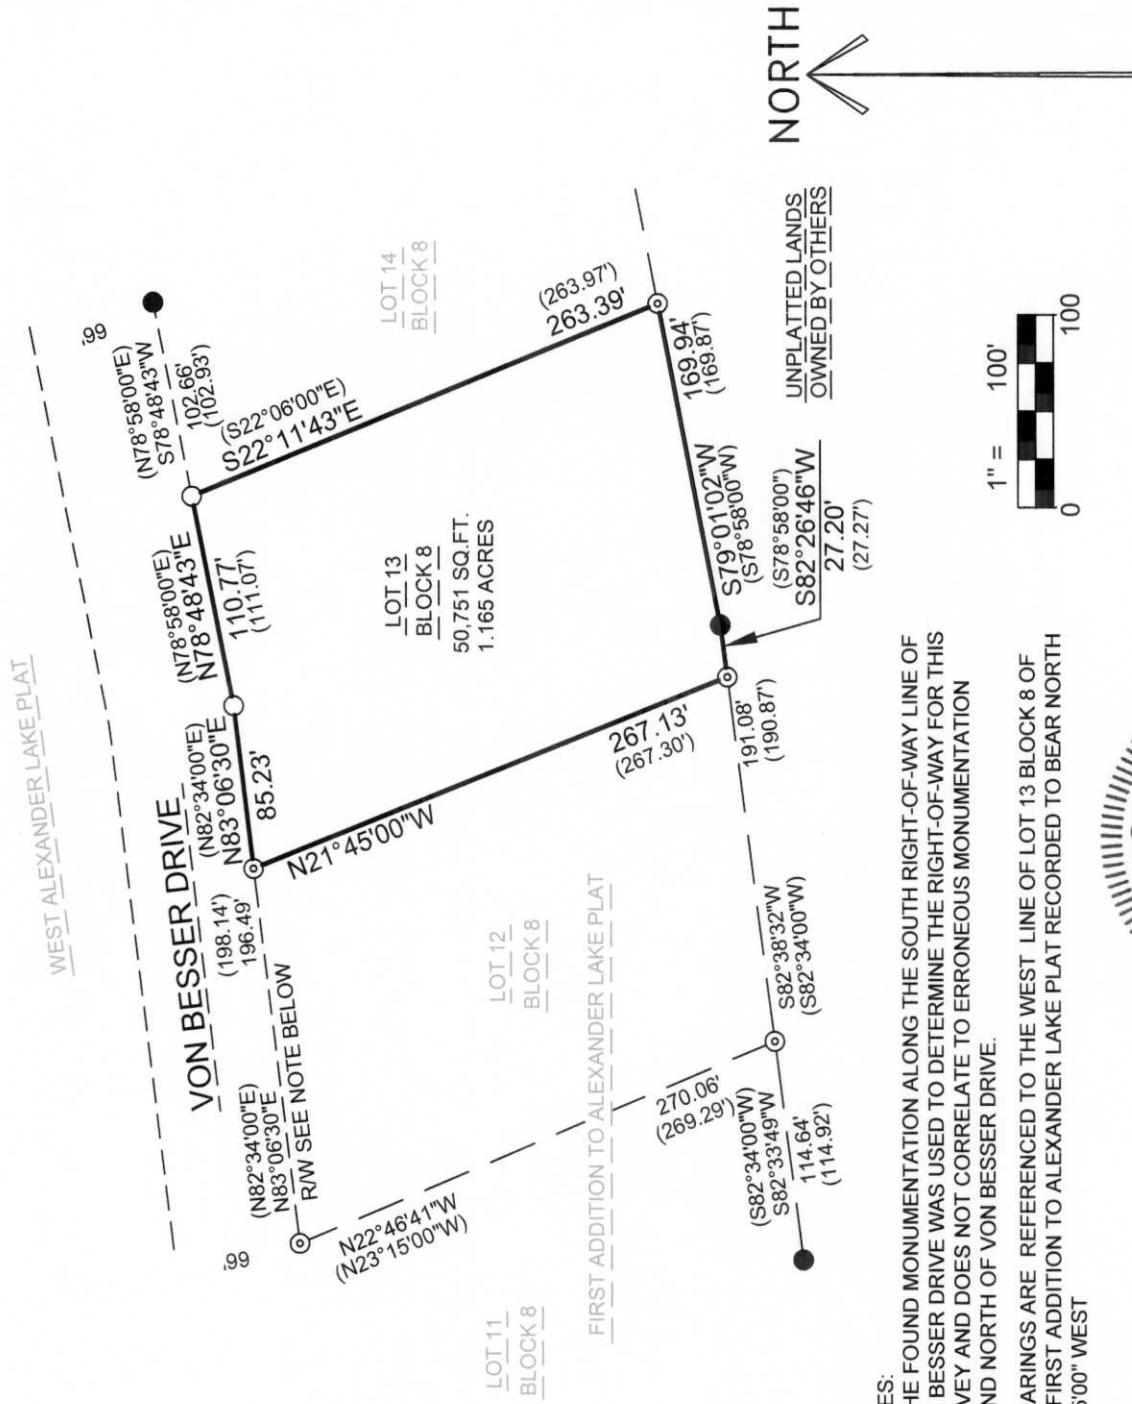 WEST ALEXANDER LAKE PLAT
66'
66'
VON BESSER DRIVE
(N78°58'00"E)
S78°48'43"W
102.66'
(102.93')
(N78°58'00"E)
N78°48'43"E
110.77'
(111.07')
(N82°34'00"E)
N83°06'30"E
85.23'
(198.14')
196.49'
(N82°34'00"E)
N83°06'30"E
R/W SEE NOTE BELOW
(S22°06'00"E)
S22°11'43"E
(263.97')
263.39'
LOT 14
BLOCK 8
LOT 13
BLOCK 8
50,751 SQ.FT.
1.165 ACRES
N21°45'00"W
267.13'
(267.30')
169.94'
(169.87')
S79°01'02"W
(S78°58'00"W)
(S78°58'00")
S82°26'46"W
27.20'
(27.27')
191.08'
(190.87')
S82°38'32"W
(S82°34'00"W)
LOT 12
BLOCK 8
FIRST ADDITION TO ALEXANDER LAKE PLAT
N22°46'41"W
(N23°15'00"W)
270.06'
(269.29')
(S82°34'00"W)
S82°33'49"W
114.64'
(114.92')
LOT 11
BLOCK 8
UNPLATTED LANDS
OWNED BY OTHERS
NORTH
1" = 100'
0 100
ES:
HE FOUND MONUMENTATION ALONG THE SOUTH RIGHT-OF-WAY LINE OF
BESSER DRIVE WAS USED TO DETERMINE THE RIGHT-OF-WAY FOR THIS
VEY AND DOES NOT CORRELATE TO ERRONEOUS MONUMENTATION
ND NORTH OF VON BESSER DRIVE.
ARINGS ARE REFERENCED TO THE WEST LINE OF LOT 13 BLOCK 8 OF
FIRST ADDITION TO ALEXANDER LAKE PLAT RECORDED TO BEAR NORTH
5'00" WEST